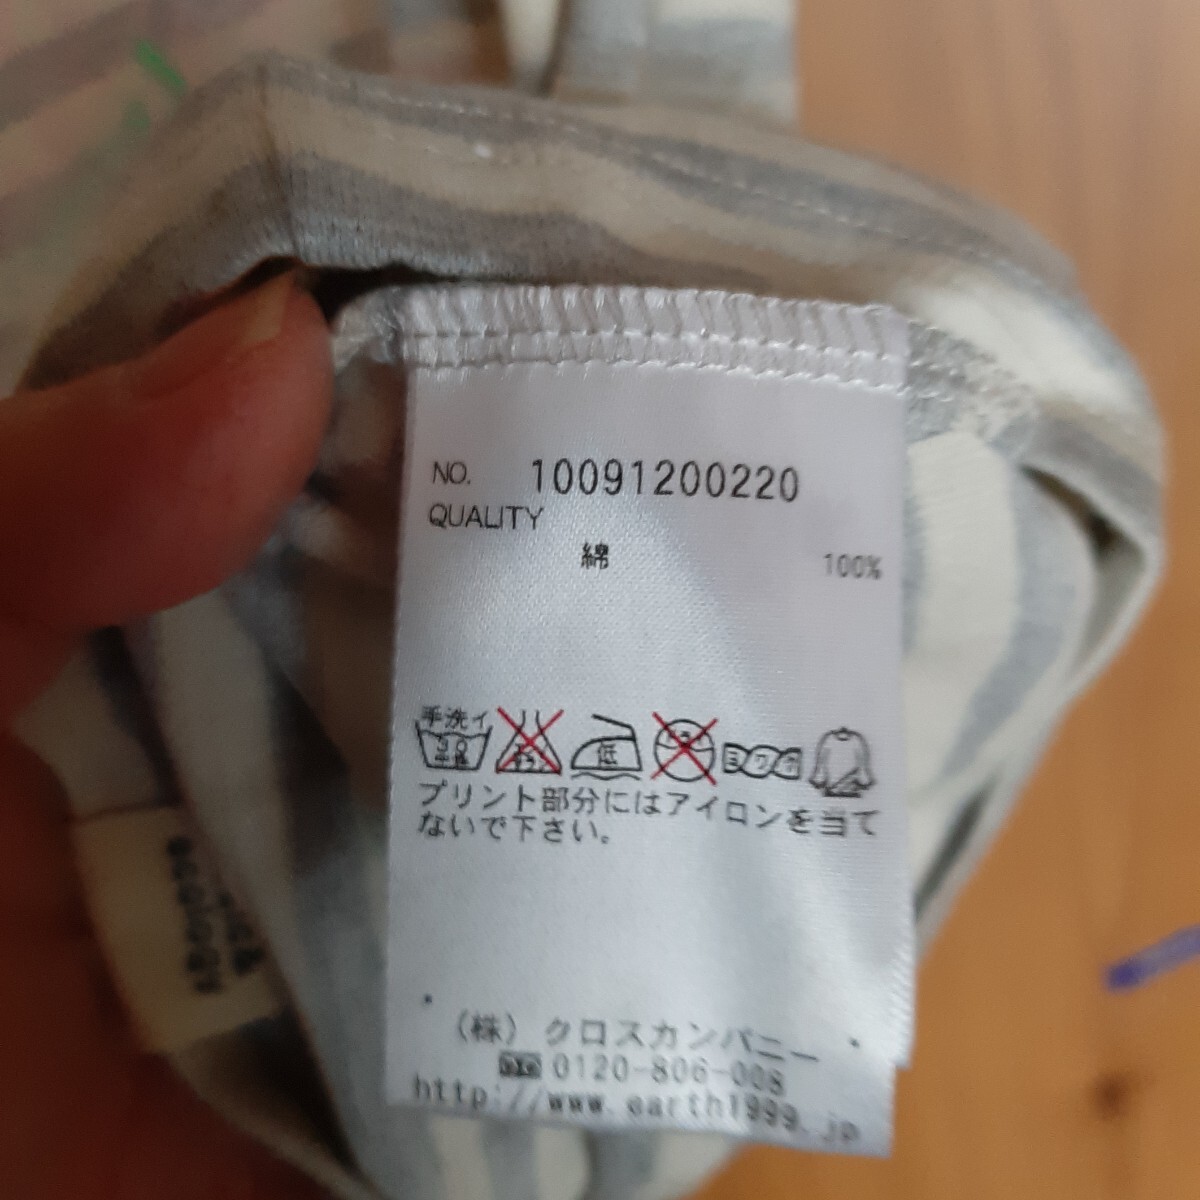 NO. 10091200220
QUALITY
綿 100%
手洗イ
30
中性
低
プリント部分にはアイロンを当て
ないで下さい。
(株) クロスカンパニー
0120-806-008
http://www.earth1999.jp